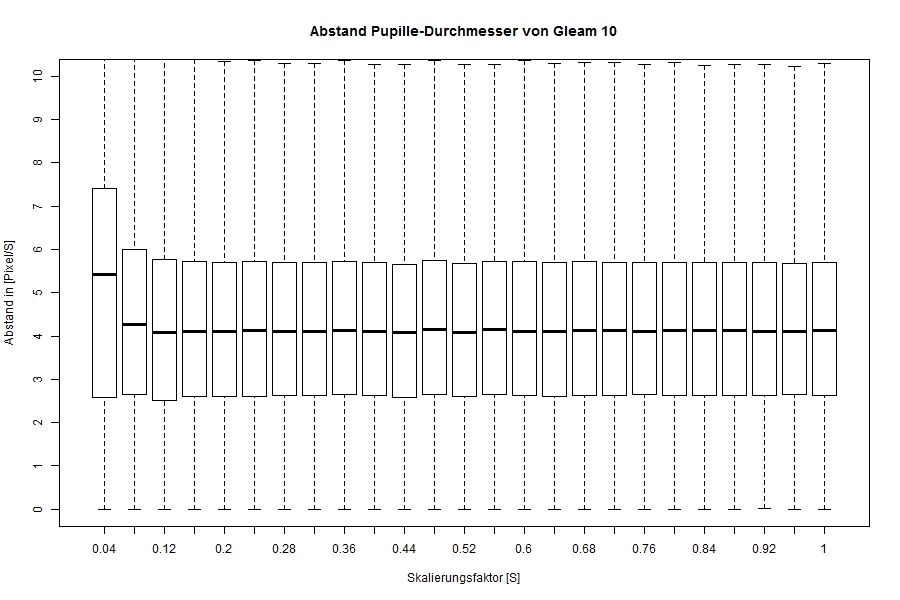 Abstand Pupille-Durchmesser von Gleam 10
Abstand in [Pixel/S]
10
9
8
7
6
5
4
3
2
1
0
0.04 0.12 0.2 0.28 0.36 0.44 0.52 0.6 0.68 0.76 0.84 0.92 1
Skalierungsfaktor [S]